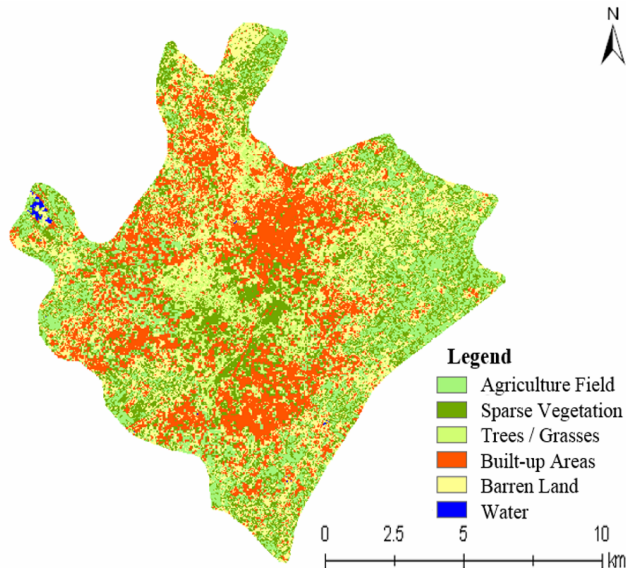 N
Legend
Agriculture Field
Sparse Vegetation
Trees / Grasses
Built-up Areas
Barren Land
Water
0 2.5 5 10
km